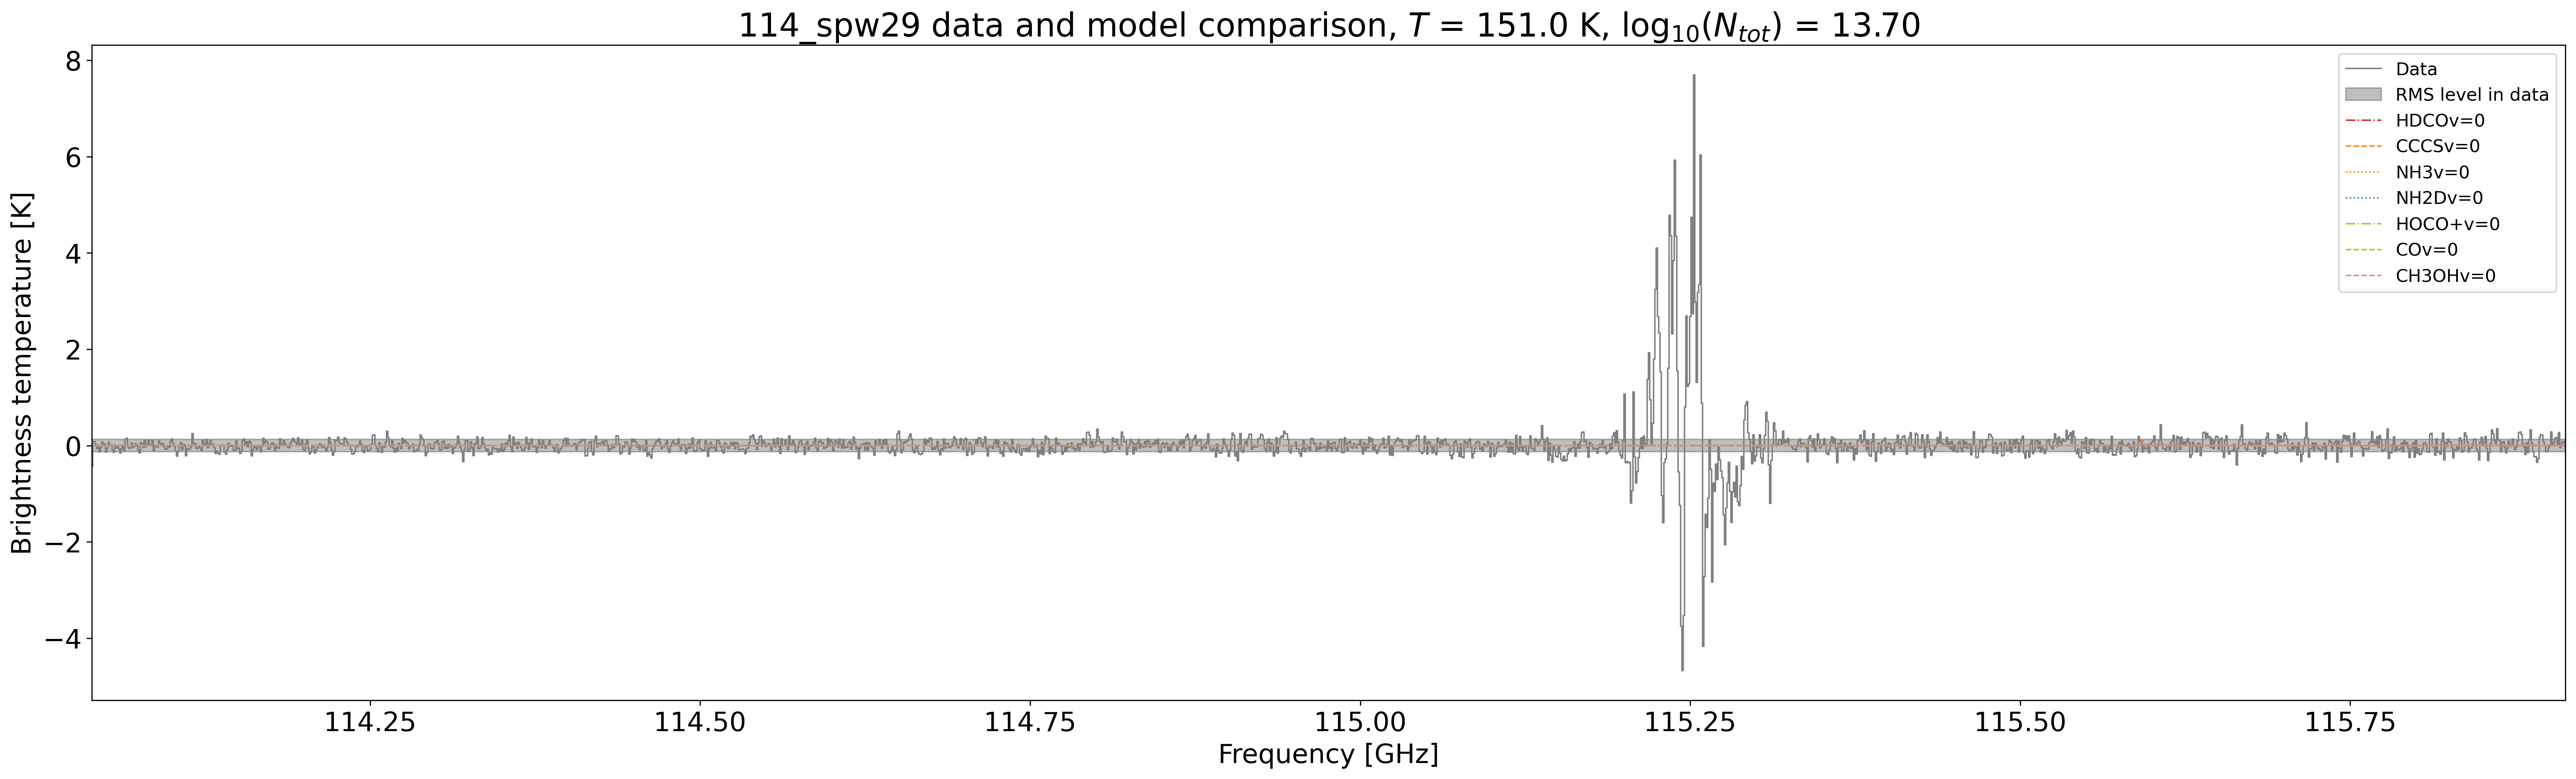 114_spw29 data and model comparison, T = 151.0 K, log10(Ntot) = 13.70
Brightness temperature [K]
8
6
4
2
0
−2
−4
114.25 114.50 114.75 115.00 115.25 115.50 115.75
Frequency [GHz]
Data
RMS level in data
HDCOv=0
CCCSv=0
NH3v=0
NH2Dv=0
HOCO+v=0
COv=0
CH3OHv=0